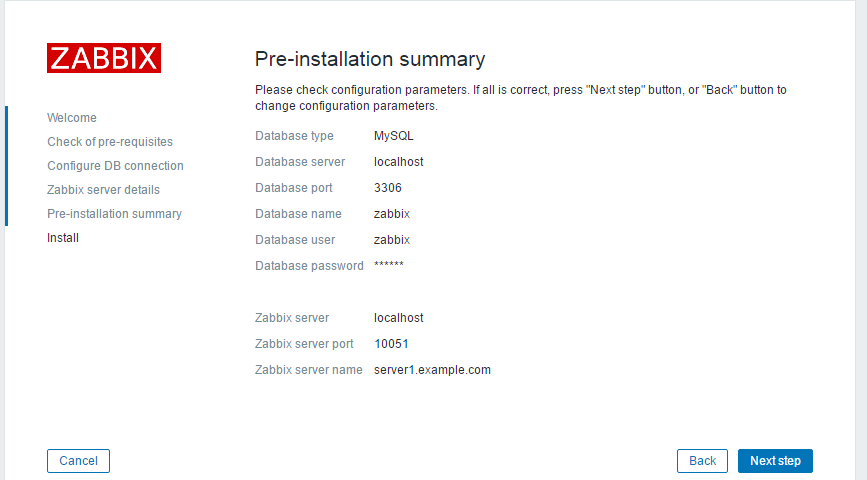 ZABBIX
Welcome
Check of pre-requisites
Configure DB connection
Zabbix server details
Pre-installation summary
Install
Pre-installation summary
Please check configuration parameters. If all is correct, press "Next step" button, or "Back" button to
change configuration parameters.
Database type MySQL
Database server localhost
Database port 3306
Database name zabbix
Database user zabbix
Database password ******
Zabbix server localhost
Zabbix server port 10051
Zabbix server name server1.example.com
Cancel
Back
Next step